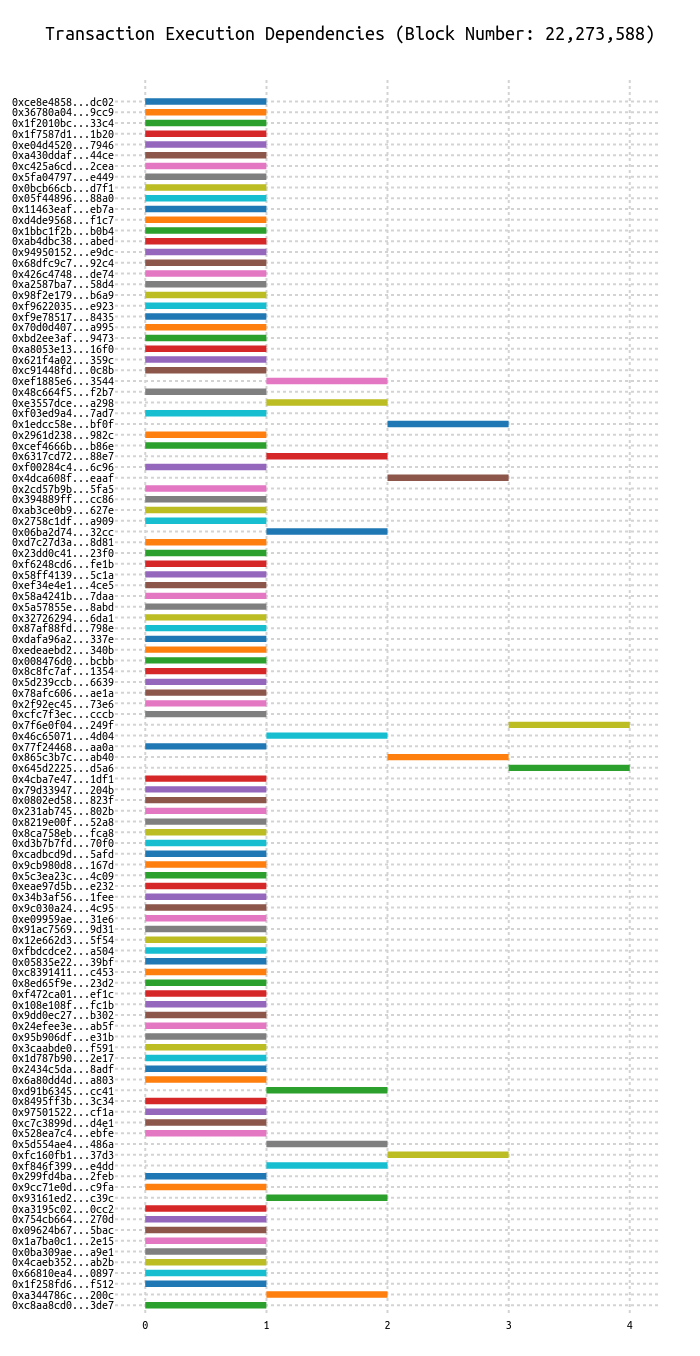 Transaction Execution Dependencies (Block Number: 22,273,588)
0xce8e4858...dc02
0x36780a04...9cc9
0x1f2010bc...33c4
0x1f7587d1...1b20
0xe04d4520...7946
0xa430ddaf...44ce
0xc425a6cd...2cea
0x5fa04797...e449
0x0bcb66cb...d7f1
0x05f44896...88a0
0x11463eaf...eb7a
0xd4de9568...f1c7
0x1bbc1f2b...b0b4
0xab4dbc38...abed
0x94950152...e9dc
0x68dfc9c7...92c4
0x426c4748...de74
0xa2587ba7...58d4
0x98f2e179...b6a9
0xf9622035...e923
0xf9e78517...8435
0x70d0d407...a995
0xbd2ee3af...9473
0xa8053e13...16f0
0x621f4a02...359c
0xc91448fd...0c8b
0xef1885e6...3544
0x48c664f5...f2b7
0xe3557dce...a298
0xf03ed9a4...7ad7
0x1edcc58e...bf0f
0x2961d238...982c
0xcef4666b...b86e
0x6317cd72...88e7
0xf00284c4...6c96
0x4dca608f...eaaf
0x2cd57b9b...5fa5
0x394889ff...cc86
0xab3ce0b9...627e
0x2758c1df...a909
0x06ba2d74...32cc
0xd7c27d3a...8d81
0x23dd0c41...23f0
0xf6248cd6...fe1b
0x58ff4139...5c1a
0xef34e4e1...4ce5
0x58a4241b...7daa
0x5a57855e...8abd
0x32726294...6da1
0x87af88fd...798e
0xdafa96a2...337e
0xedeaebd2...340b
0x008476d0...bcbb
0x8c8fc7af...1354
0x5d239ccb...6639
0x78afc606...ae1a
0x2f92ec45...73e6
0xcfc7f3ec...cccb
0x7f6e0f04...249f
0x46c65071...4d04
0x77f24468...aa0a
0x865c3b7c...ab40
0x645d2225...d5a6
0x4cba7e47...1df1
0x79d33947...204b
0x0802ed58...823f
0x231ab745...802b
0x8219e00f...52a8
0x8ca758eb...fca8
0xd3b7b7fd...70f0
0xcadbcd9d...5afd
0x9cb980d8...167d
0x5c3ea23c...4c09
0xeae97d5b...e232
0x34b3af56...1fee
0x9c030a24...4c95
0xe09959ae...31e6
0x91ac7569...9d31
0x12e662d3...5f54
0xfbdcdce2...a504
0x05835e22...39bf
0xc8391411...c453
0x8ed65f9e...23d2
0xf472ca01...ef1c
0x108e108f...fc1b
0x9dd0ec27...b302
0x24efee3e...ab5f
0x95b906df...e31b
0x3caabde0...f591
0x1d787b90...2e17
0x2434c5da...8adf
0x6a80dd4d...a803
0xd91b6345...cc41
0x8495ff3b...3c34
0x97501522...cf1a
0xc7c3899d...d4e1
0x528ea7c4...ebfe
0x5d554ae4...486a
0xfc160fb1...37d3
0xf846f399...e4dd
0x299fd4ba...2feb
0x9cc71e0d...c9fa
0x93161ed2...c39c
0xa3195c02...0cc2
0x754cb664...270d
0x09624b67...5bac
0x1a7ba0c1...2e15
0x0ba309ae...a9e1
0x4caeb352...ab2b
0x66810ea4...0897
0x1f258fd6...f512
0xa344786c...200c
0xc8aa8cd0...3de7
0 1 2 3 4